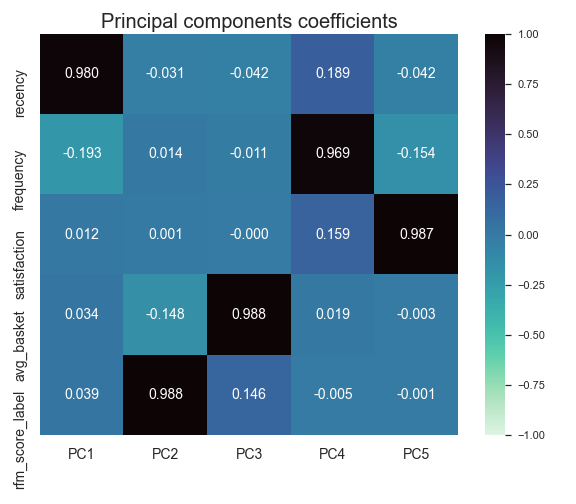 Principal components coefficients
recency 0.980 -0.031 -0.042 0.189 -0.042
frequency -0.193 0.014 -0.011 0.969 -0.154
satisfaction 0.012 0.001 -0.000 0.159 0.987
avg_basket 0.034 -0.148 0.988 0.019 -0.003
rfm_score_label 0.039 0.988 0.146 -0.005 -0.001
PC1 PC2 PC3 PC4 PC5
1.00
0.75
0.50
0.25
0.00
−0.25
−0.50
−0.75
−1.00